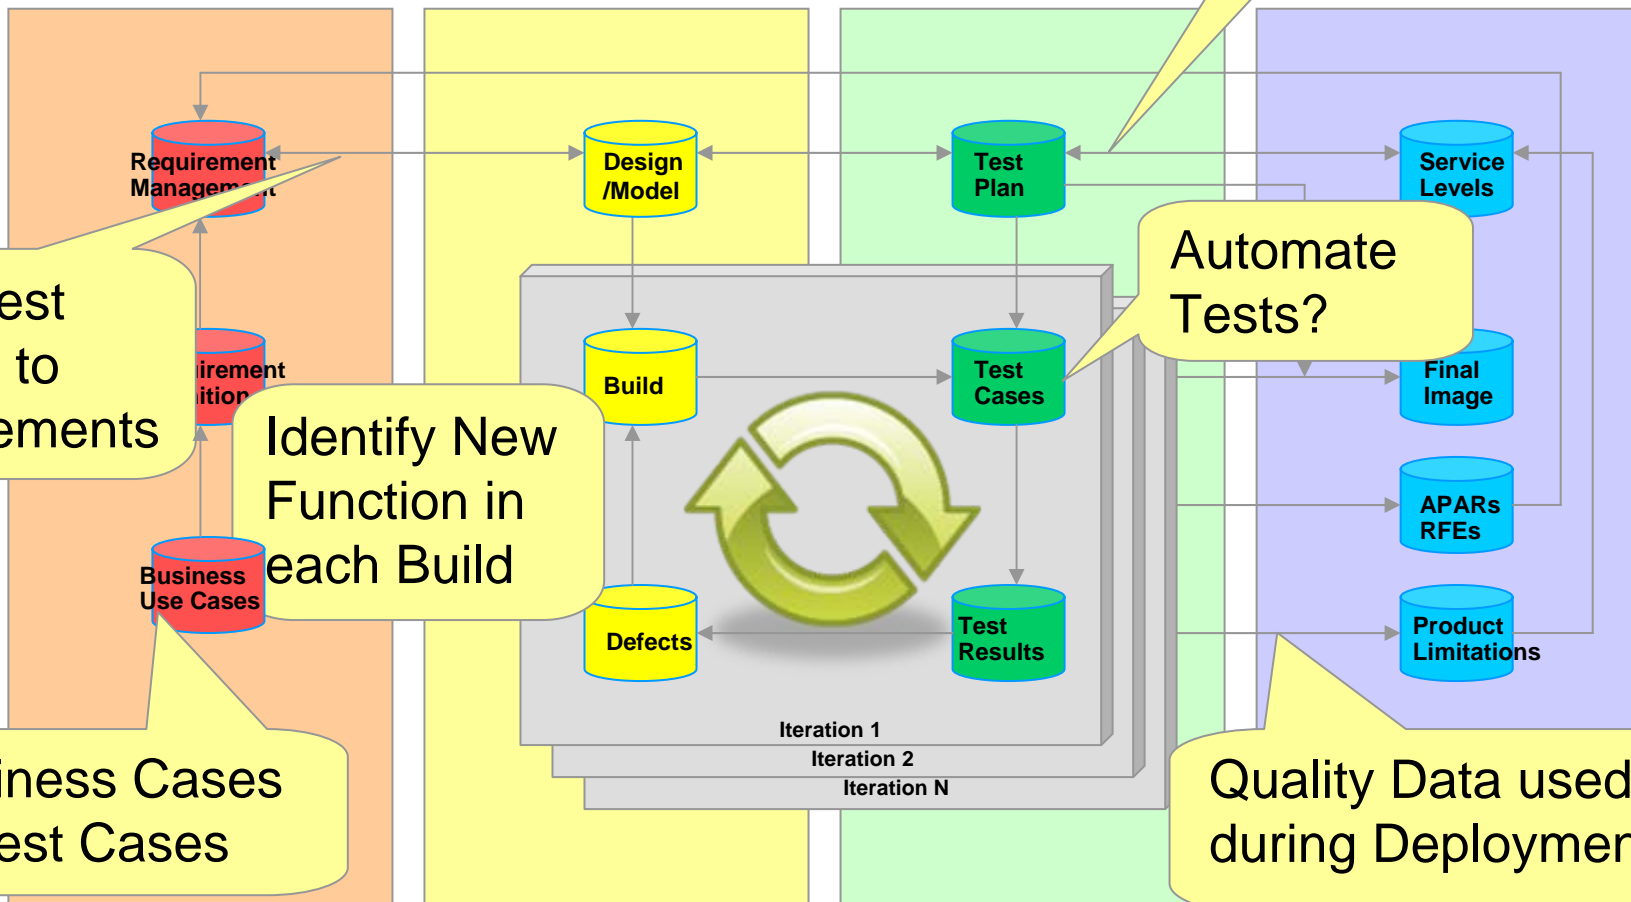 Requirement
Management
Design
/Model
Test
Plan
Service
Levels
est
to
ements
Automate
Tests?
irement
ition
Identify New
Function in
each Build
Build
Test
Cases
Final
Image
APARs
RFEs
Business
Use Cases
Defects
Test
Results
Product
Limitations
Iteration 1
Iteration 2
Iteration N
iness Cases
est Cases
Quality Data used
during Deploymen